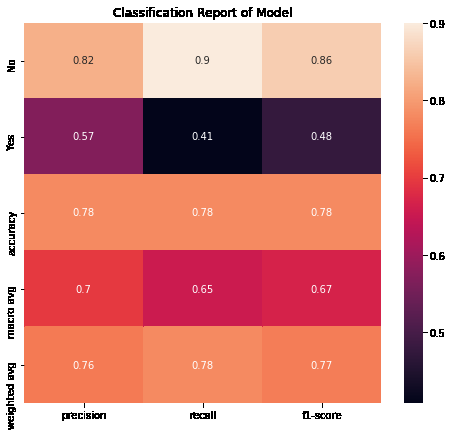 Classification Report of Model
No 0.82 0.9 0.86
Yes 0.57 0.41 0.48
accuracy 0.78 0.78 0.78
macro avg 0.7 0.65 0.67
weighted avg 0.76 0.78 0.77
precision recall f1-score
0.9
0.8
0.7
0.6
0.5